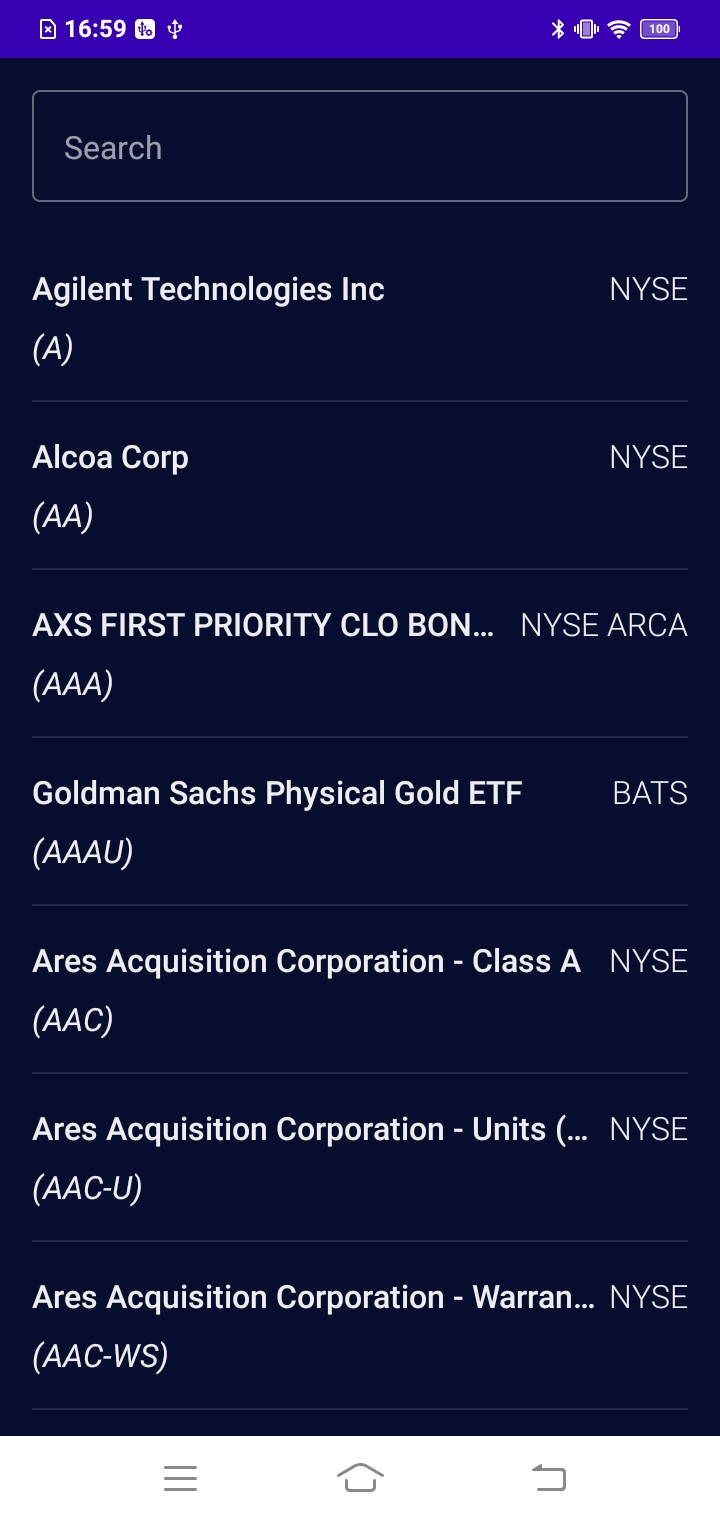 16:59
100
Search
Agilent Technologies Inc NYSE
(A)
Alcoa Corp NYSE
(AA)
AXS FIRST PRIORITY CLO BON... NYSE ARCA
(AAA)
Goldman Sachs Physical Gold ETF BATS
(AAAU)
Ares Acquisition Corporation - Class A NYSE
(AAC)
Ares Acquisition Corporation - Units (... NYSE
(AAC-U)
Ares Acquisition Corporation - Warran... NYSE
(AAC-WS)